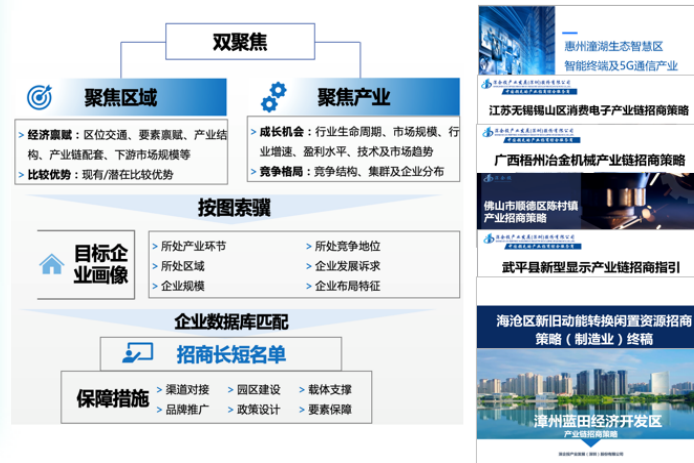 双聚焦
聚焦区域
> 经济禀赋：区位交通、要素禀赋、产业结
构、产业链配套、下游市场规模等
> 比较优势：现有/潜在比较优势
聚焦产业
> 成长机会：行业生命周期、市场规模、行
业增速、盈利水平、技术及市场趋势
> 竞争格局：竞争结构、集群及企业分布
按图索骥
目标企
业画像
> 所处产业环节
> 所处区域
> 企业规模
> 所处竞争地位
> 企业发展诉求
> 企业布局特征
企业数据库匹配
招商长短名单
保障措施
> 渠道对接
> 园区建设
> 载体支撑
> 品牌推广
> 政策设计
> 要素保障
惠州潼湖生态智慧区
智能终端及5G通信产业
江苏无锡锡山区消费电子产业链招商策略
广西梧州冶金机械产业链招商策略
佛山市顺德区陈村镇
产业招商策略
武平县新型显示产业链招商指引
海沧区新旧动能转换闲置资源招商
策略（制造业）终稿
漳州蓝田经济开发区
产业链招商策略